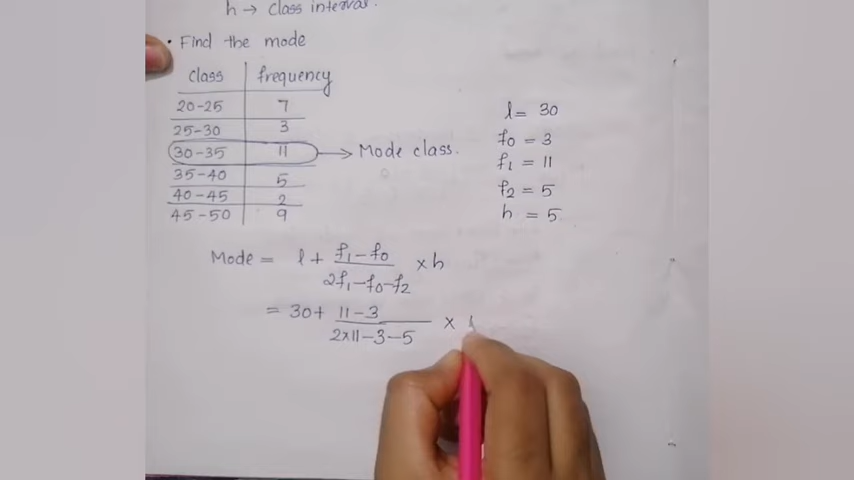 h → class interval.
• Find the mode
class frequency
20-25 7
25-30 3
30-35 11 → Mode class.
35-40 5
40-45 2
45-50 9
l = 30
f₀ = 3
f₁ = 11
f₂ = 5
h = 5
Mode = l + f₁-f₀ / 2f₁-f₀-f₂ × h
= 30 + 11-3 / 2×11-3-5 ×